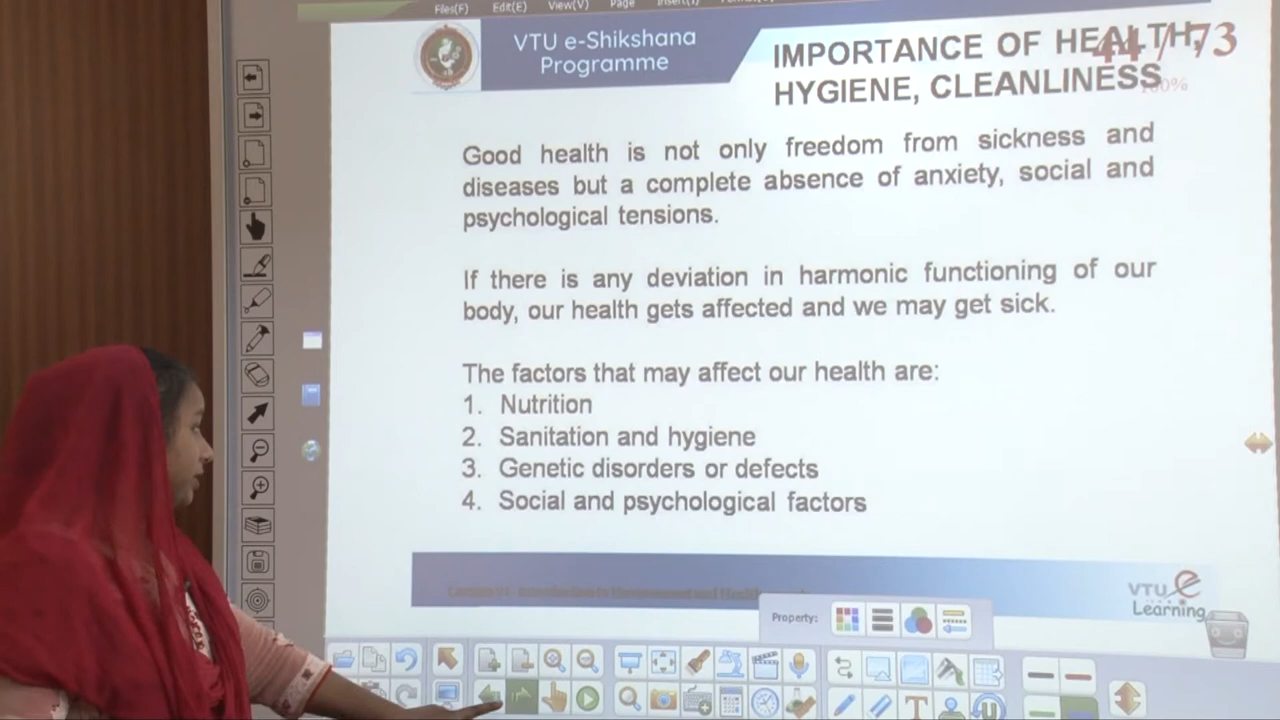 Files(F) Edit(E) View(V) Page
VTU e-Shikshana
Programme
IMPORTANCE OF HEALTH,
HYGIENE, CLEANLINESS
44 / 73
100%
Good health is not only freedom from sickness and
diseases but a complete absence of anxiety, social and
psychological tensions.
If there is any deviation in harmonic functioning of our
body, our health gets affected and we may get sick.
The factors that may affect our health are:
1. Nutrition
2. Sanitation and hygiene
3. Genetic disorders or defects
4. Social and psychological factors
VTU e
Learning
Property: